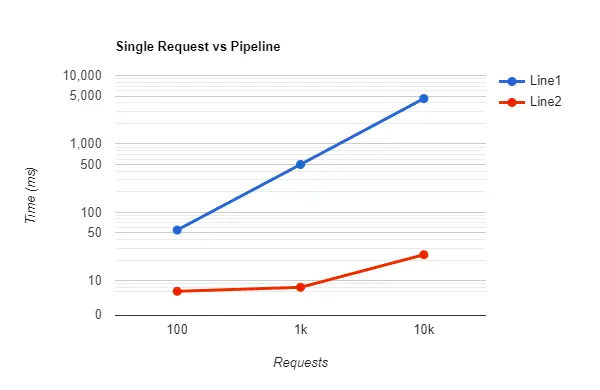 Single Request vs Pipeline
Line1
Line2
10,000
5,000
1,000
500
100
50
10
0
Time (ms)
100 1k 10k
Requests